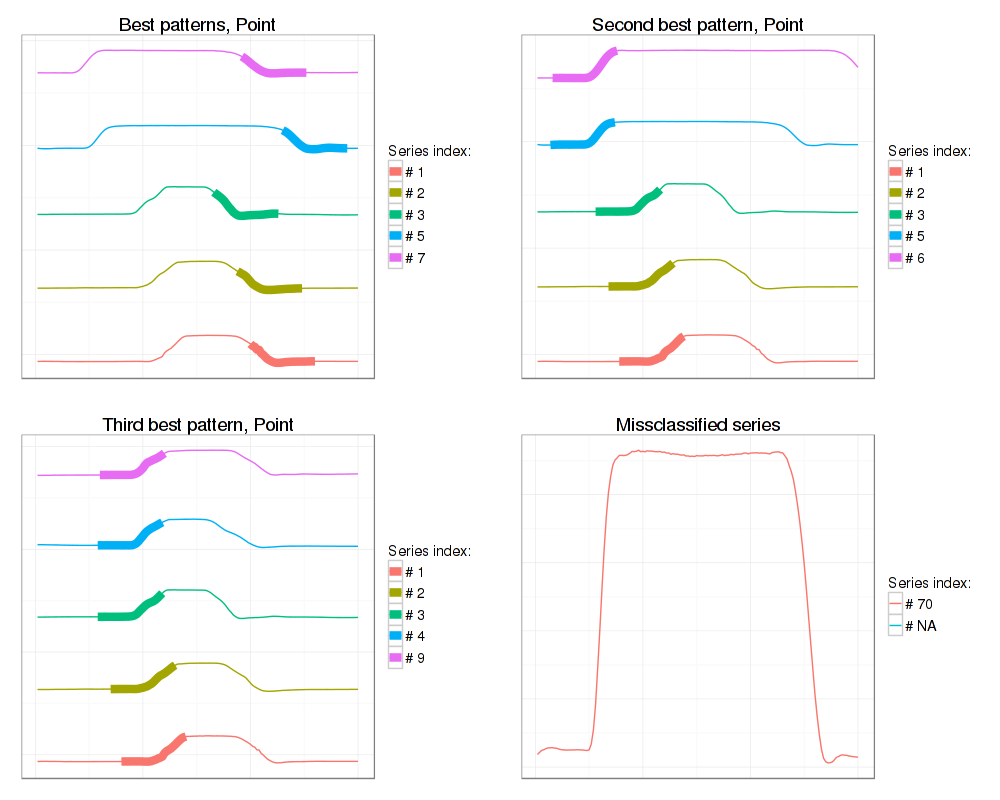 Best patterns, Point
Series index:
# 1
# 2
# 3
# 5
# 7
Second best pattern, Point
Series index:
# 1
# 2
# 3
# 5
# 6
Third best pattern, Point
Series index:
# 1
# 2
# 3
# 4
# 9
Missclassified series
Series index:
# 70
# NA